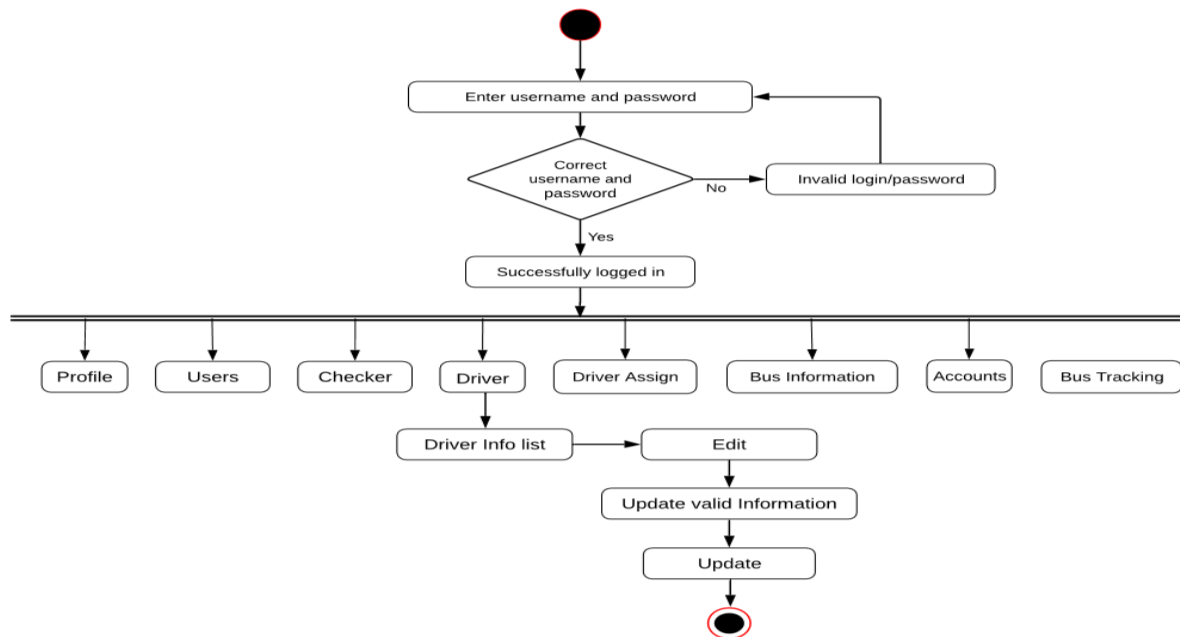 Enter username and password
Correct
username and
password
No
Invalid login/password
Yes
Successfully logged in
Profile
Users
Checker
Driver
Driver Assign
Bus Information
Accounts
Bus Tracking
Driver Info list
Edit
Update valid Information
Update